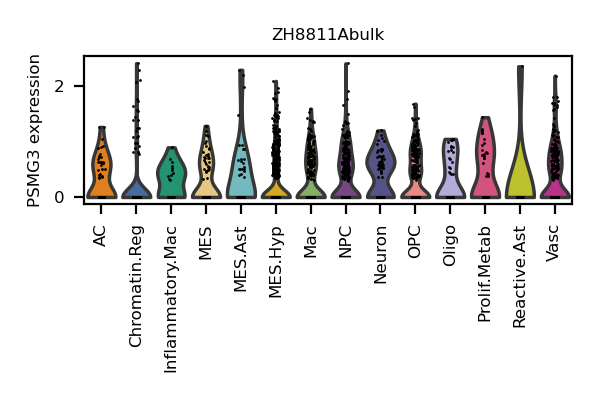 ZH8811Abulk
PSMG3 expression
2
0
AC
Chromatin.Reg
Inflammatory.Mac
MES
MES.Ast
MES.Hyp
Mac
NPC
Neuron
OPC
Oligo
Prolif.Metab
Reactive.Ast
Vasc